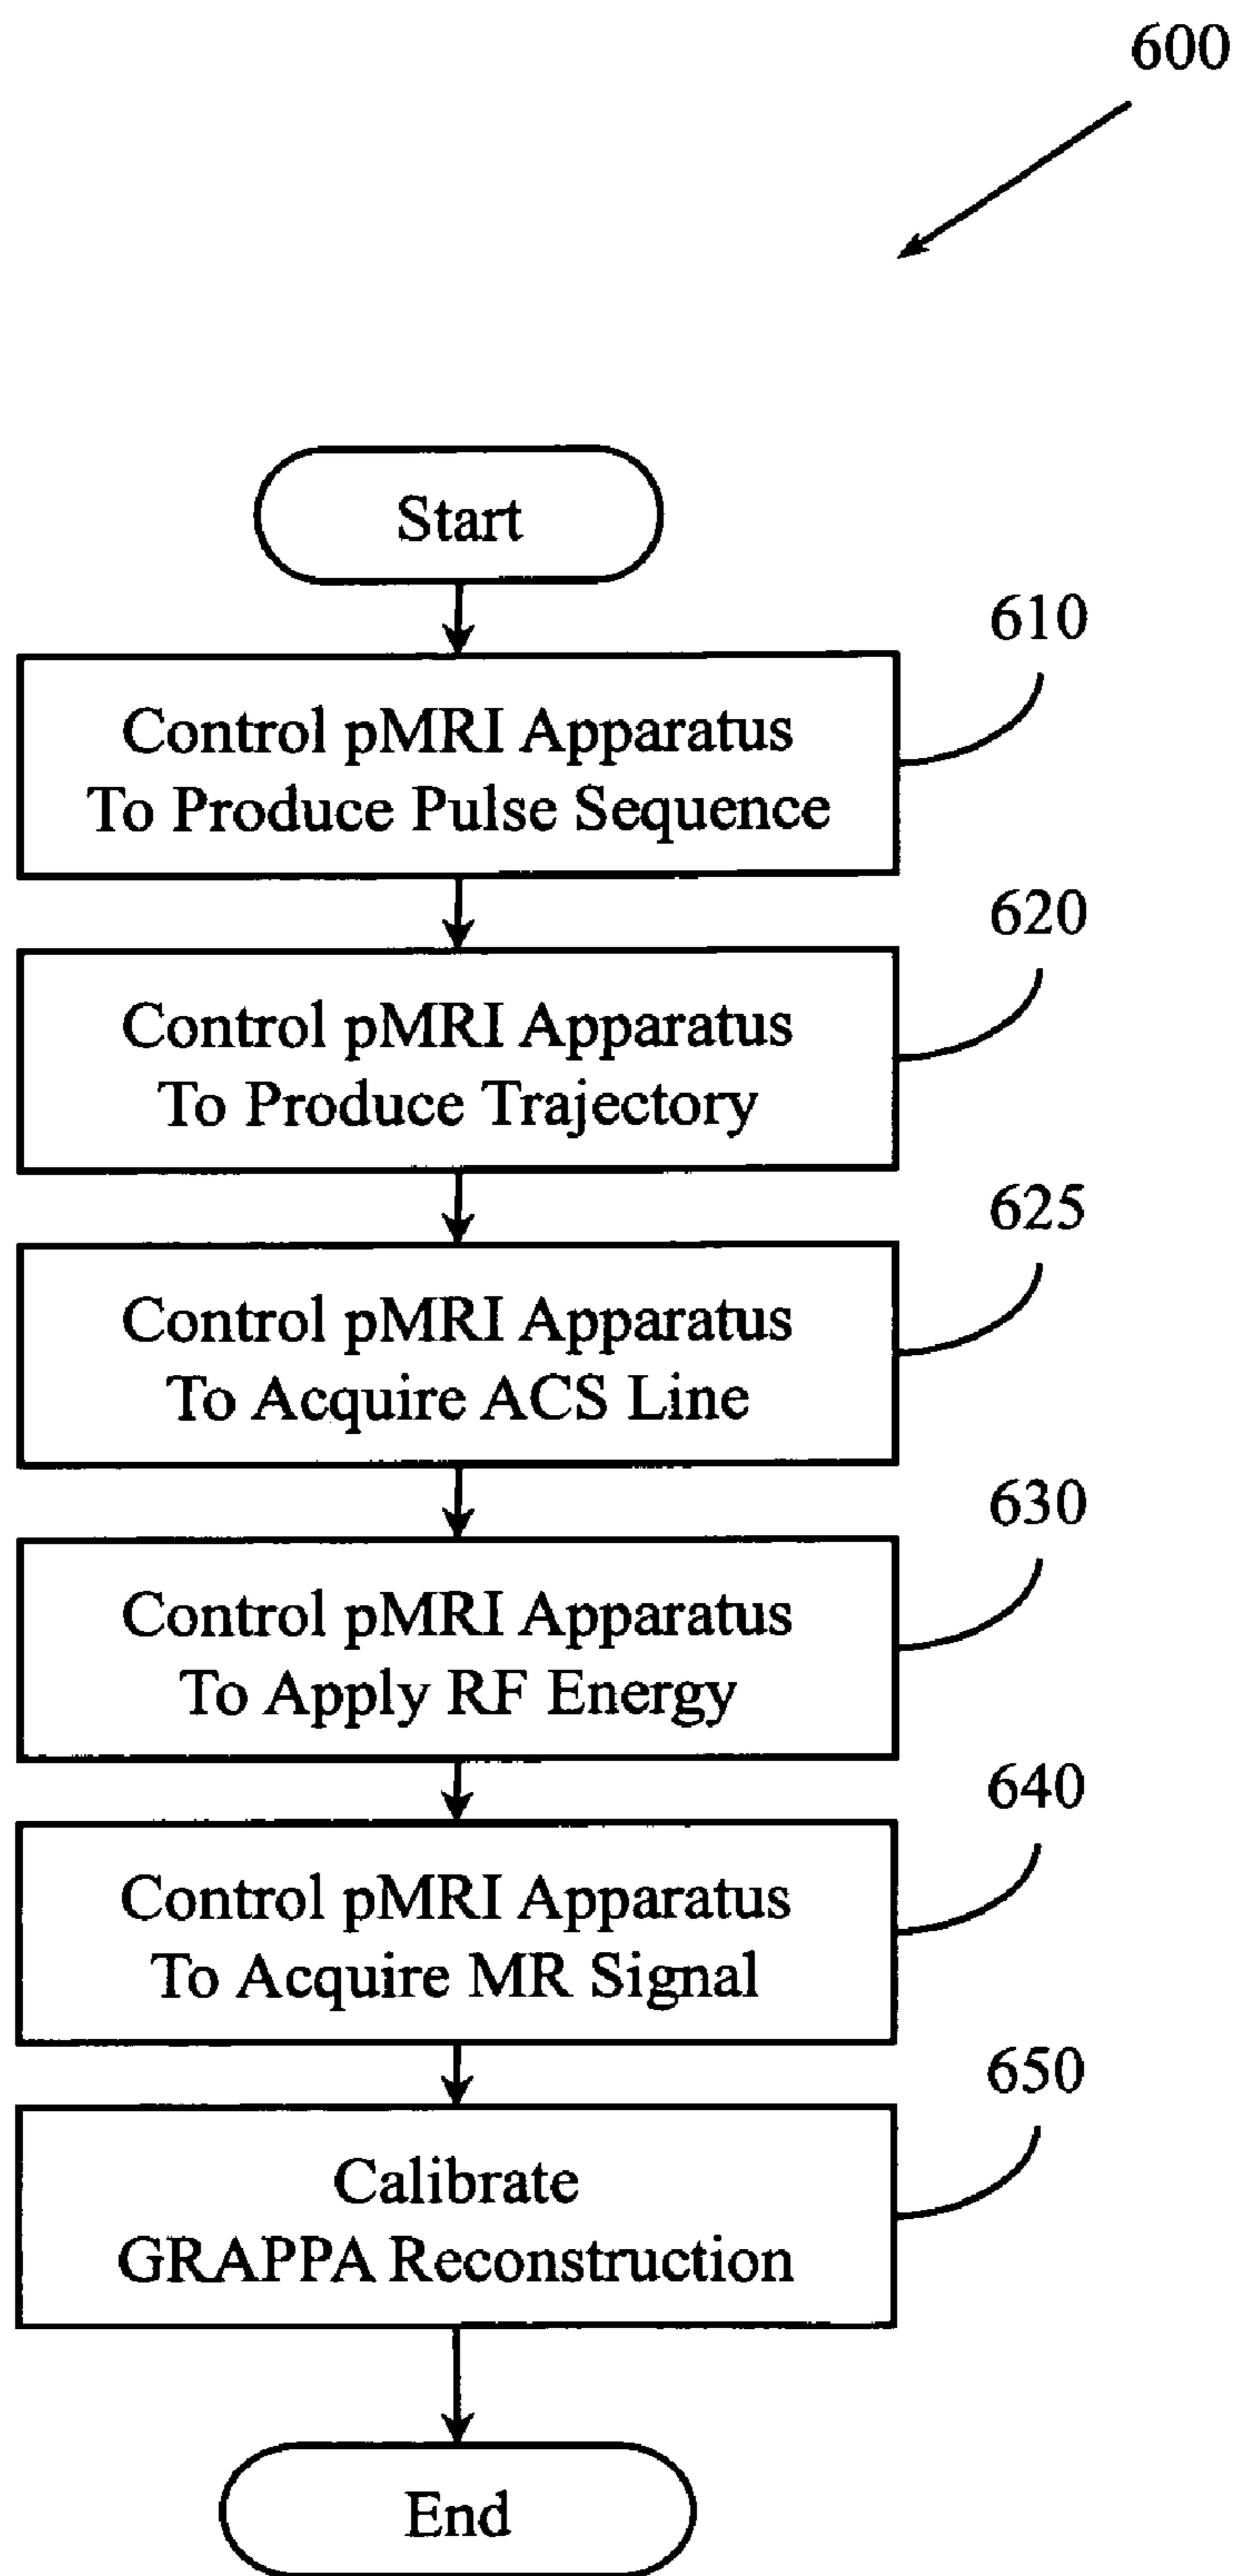 600
Start
610
Control pMRI Apparatus
To Produce Pulse Sequence
620
Control pMRI Apparatus
To Produce Trajectory
625
Control pMRI Apparatus
To Acquire ACS Line
630
Control pMRI Apparatus
To Apply RF Energy
640
Control pMRI Apparatus
To Acquire MR Signal
650
Calibrate
GRAPPA Reconstruction
End